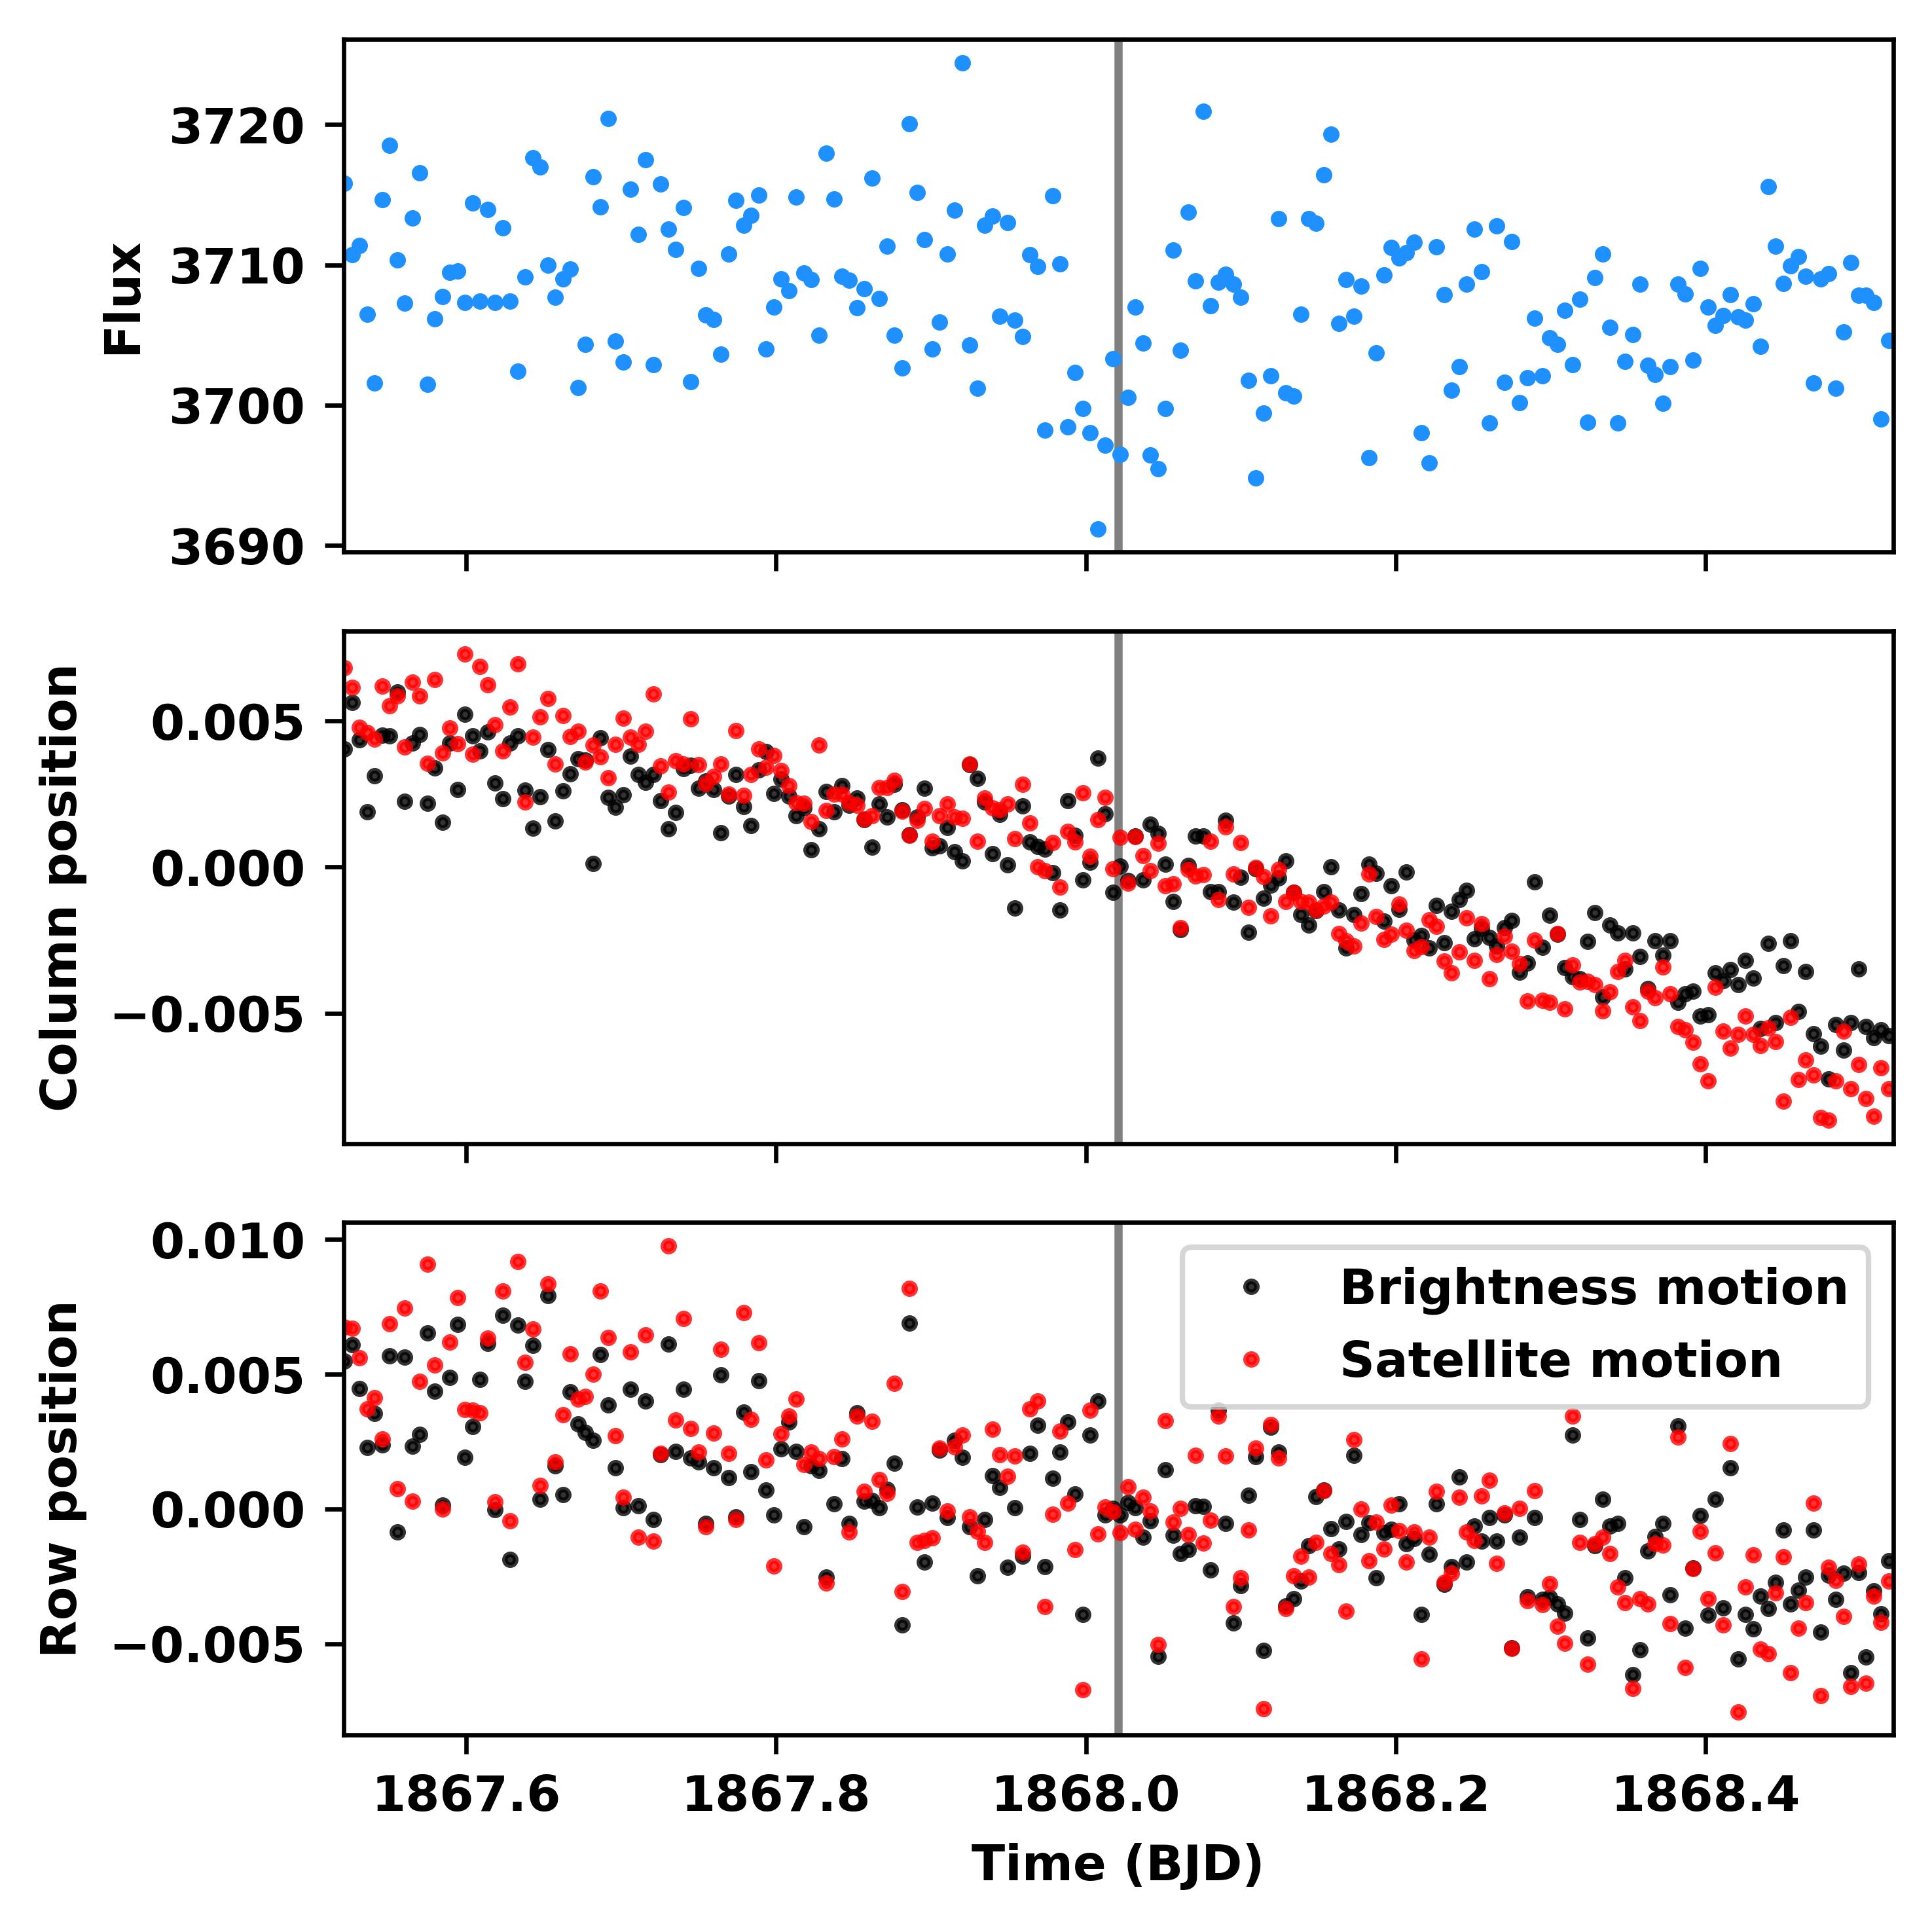 Flux
3720
3710
3700
3690
Column position
0.005
0.000
−0.005
Row position
0.010
0.005
0.000
−0.005
Brightness motion
Satellite motion
1867.6 1867.8 1868.0 1868.2 1868.4
Time (BJD)